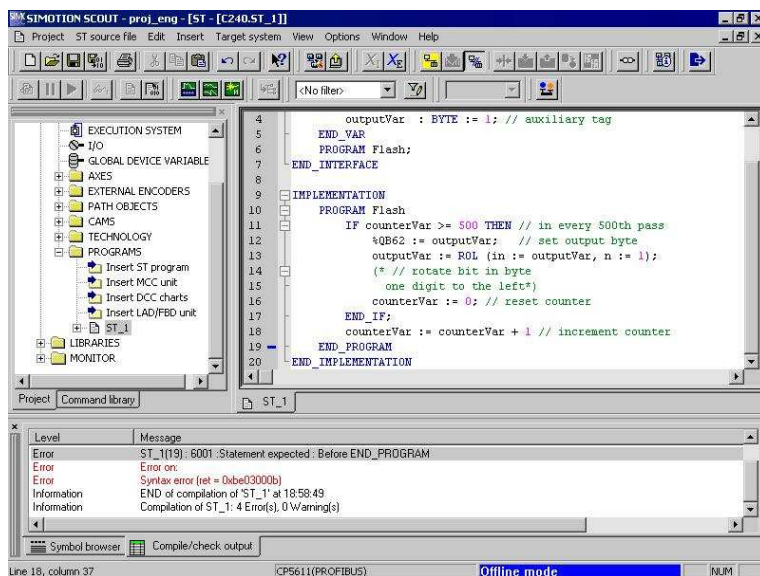 SIMOTION SCOUT - proj_eng - [ST - [C240.ST_1]]
Project ST source file Edit Insert Target system View Options Window Help
<No filter>
EXECUTION SYSTEM
I/O
GLOBAL DEVICE VARIABLE
AXES
EXTERNAL ENCODERS
PATH OBJECTS
CAMS
TECHNOLOGY
PROGRAMS
Insert ST program
Insert MCC unit
Insert DCC charts
Insert LAD/FBD unit
ST_1
LIBRARIES
MONITOR
Project Command library
4 outputVar : BYTE := 1; // auxiliary tag
5 END_VAR
6 PROGRAM Flash;
7 END_INTERFACE
8
9 IMPLEMENTATION
10 PROGRAM Flash
11 IF counterVar >= 500 THEN // in every 500th pass
12 %QB62 := outputVar; // set output byte
13 outputVar := ROL (in := outputVar, n := 1);
14 (* // rotate bit in byte
15 one digit to the left*)
16 counterVar := 0; // reset counter
17 END_IF;
18 counterVar := counterVar + 1 // increment counter
19 END_PROGRAM
20 END_IMPLEMENTATION
ST_1
Level Message
Error ST_1(19) : 6001 :Statement expected : Before END_PROGRAM
Error Error on:
Error Syntax error (ret = 0xbe03000b)
Information END of compilation of 'ST_1' at 18:58:49
Information Compilation of ST_1: 4 Error(s), 0 Warning(s)
Symbol browser Compile/check output
Line 18, column 37 CP5611(PROFIBUS) Offline mode NUM